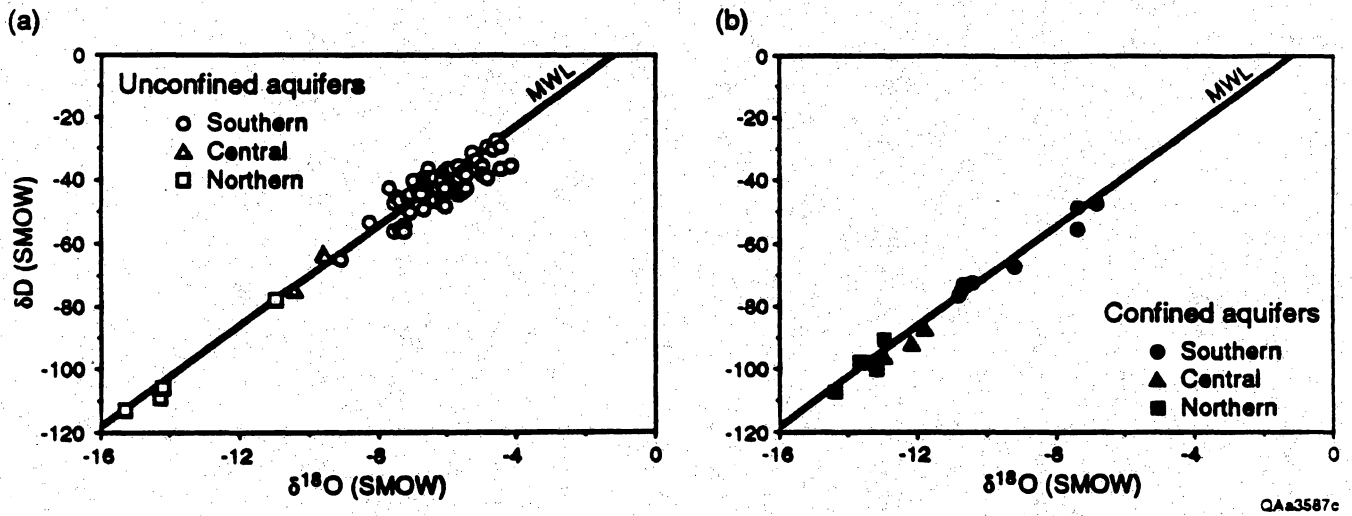 (a)
0
-20
-40
-60
-80
-100
-120
δD (SMOW)
Unconfined aquifers
Southern
Central
Northern
MWL
-16
-12
-8
-4
0
δ18O (SMOW)
(b)
0
-20
-40
-60
-80
-100
-120
MWL
Confined aquifers
Southern
Central
Northern
-16
-12
-8
-4
0
δ18O (SMOW)
QAa3587c